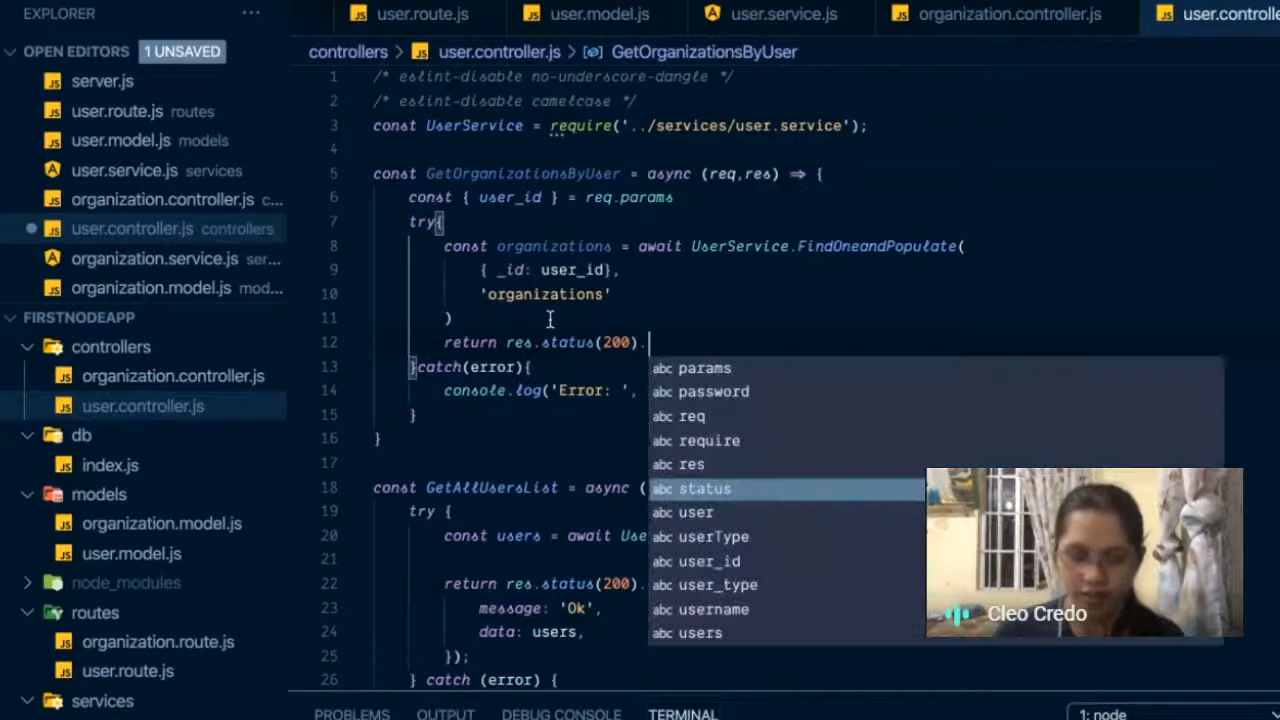 EXPLORER
···
user.route.js
user.model.js
user.service.js
organization.controller.js
user.controlle
OPEN EDITORS 1 UNSAVED
server.js
user.route.js routes
user.model.js models
user.service.js services
organization.controller.js c...
user.controller.js controllers
organization.service.js ser...
organization.model.js mod...
FIRSTNODEAPP
controllers
organization.controller.js
user.controller.js
db
index.js
models
organization.model.js
user.model.js
node_modules
routes
organization.route.js
user.route.js
services
controllers > user.controller.js > GetOrganizationsByUser
1 /* eslint-disable no-underscore-dangle */
2 /* eslint-disable camelcase */
3 const UserService = require('../services/user.service');
4
5 const GetOrganizationsByUser = async (req,res) => {
6 const { user_id } = req.params
7 try{
8 const organizations = await UserService.FindOneandPopulate(
9 { _id: user_id},
10 'organizations'
11 )
12 return res.status(200).
13 }catch(error){
14 console.log('Error: ',
15 }
16 }
17
18 const GetAllUsersList = async (
19 try {
20 const users = await Use
21
22 return res.status(200).
23 message: 'Ok',
24 data: users,
25 });
26 } catch (error) {
abc params
abc password
abc req
abc require
abc res
abc status
abc user
abc userType
abc user_id
abc user_type
abc username
abc users
Cleo Credo
PROBLEMS OUTPUT DEBUG CONSOLE TERMINAL
1: node